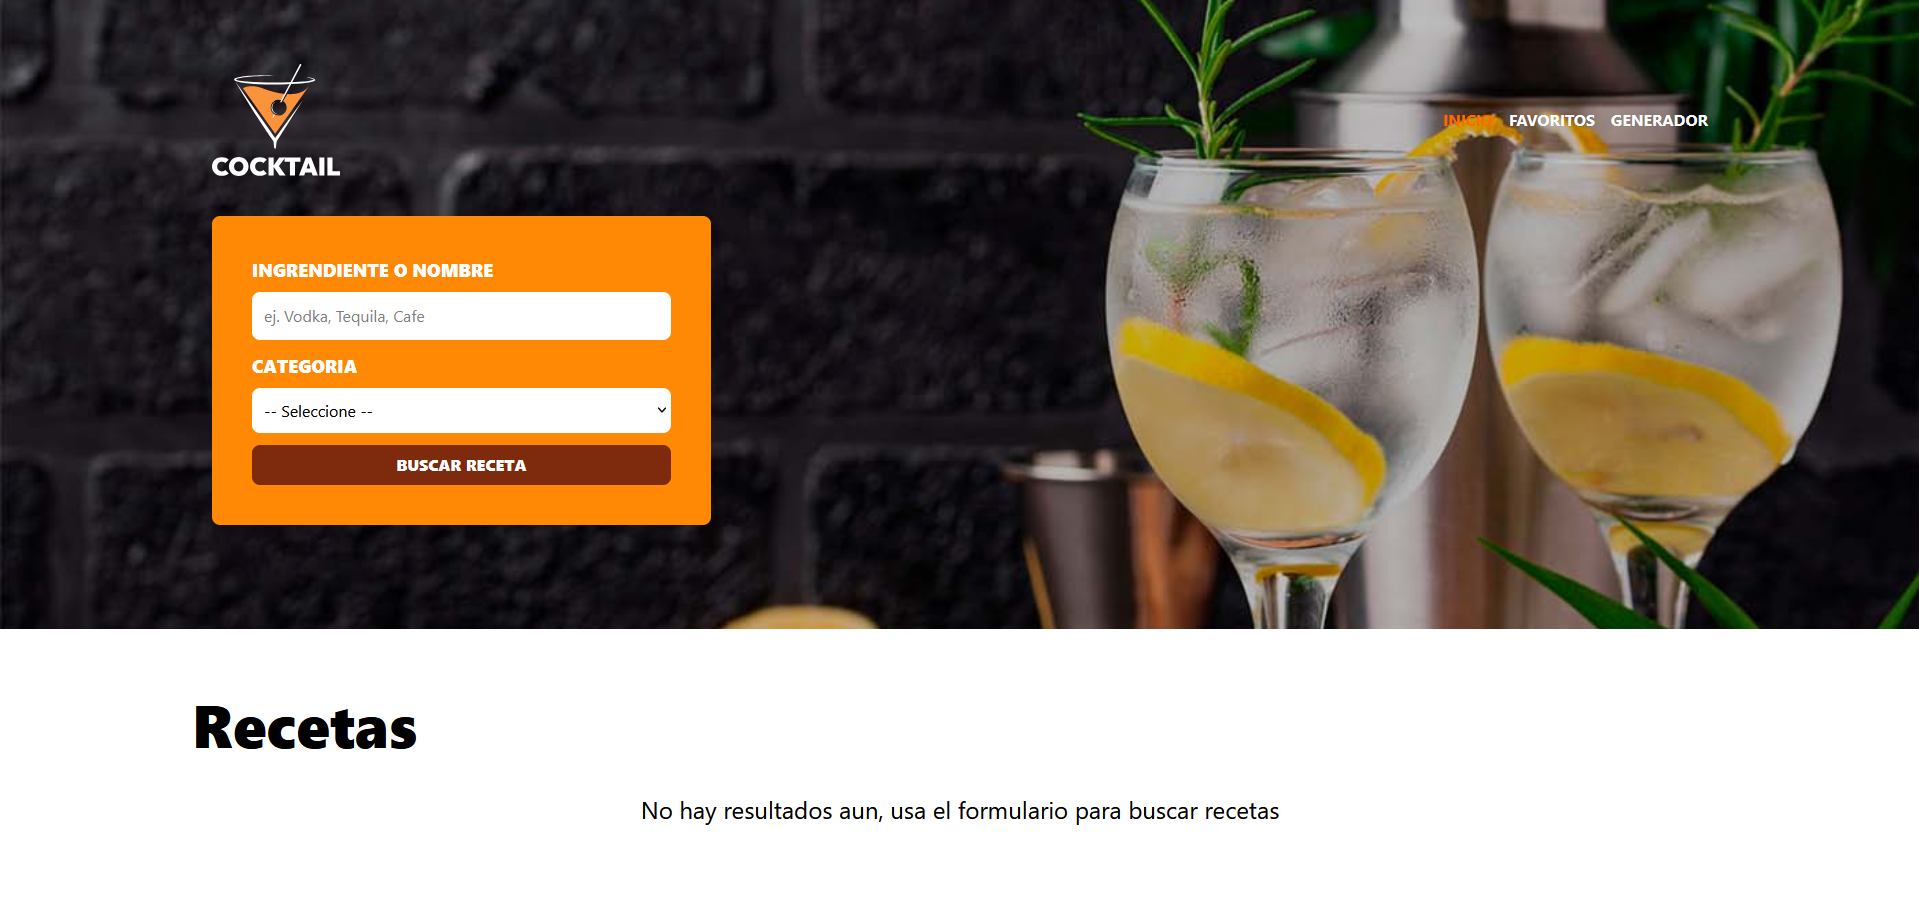 COCKTAIL
INICIO FAVORITOS GENERADOR
INGRENDIENTE O NOMBRE
ej. Vodka, Tequila, Cafe
CATEGORIA
-- Seleccione --
BUSCAR RECETA
Recetas
No hay resultados aun, usa el formulario para buscar recetas